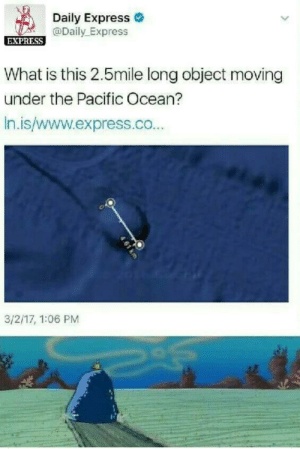 Daily Express
@Daily_Express
EXPRESS
What is this 2.5mile long object moving
under the Pacific Ocean?
ln.is/www.express.co...
3/2/17, 1:06 PM